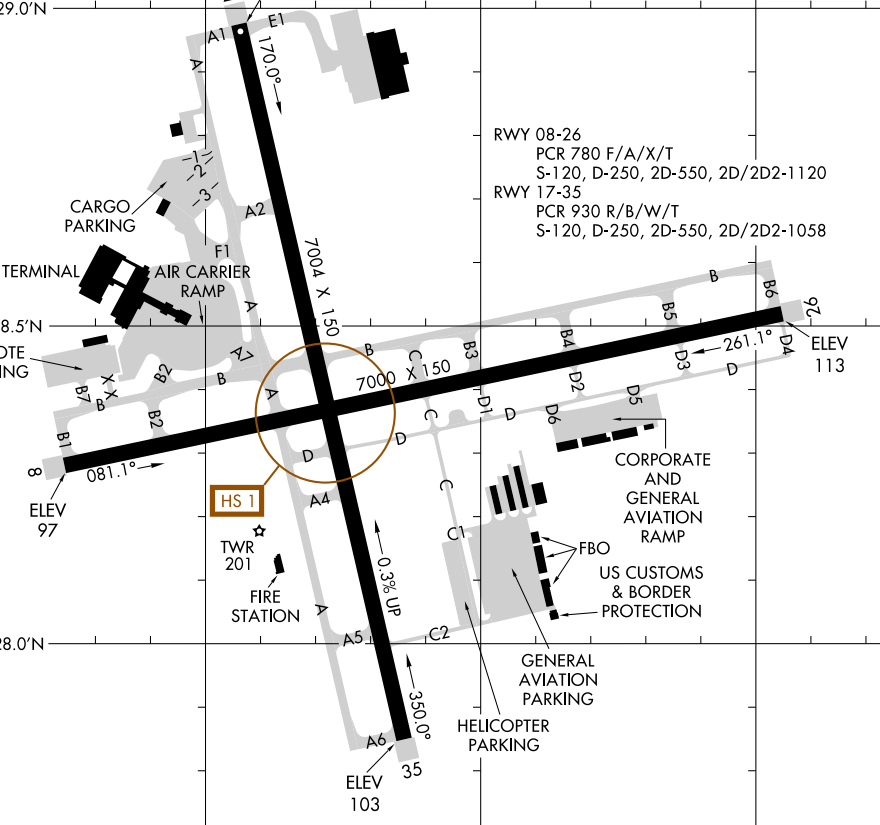 29.0'N
A1
E1
A
170.0°
RWY 08-26
PCR 780 F/A/X/T
S-120, D-250, 2D-550, 2D/2D2-1120
RWY 17-35
PCR 930 R/B/W/T
S-120, D-250, 2D-550, 2D/2D2-1058
1
2
3
CARGO
PARKING
A2
F1
7004 X 150
TERMINAL
AIR CARRIER
RAMP
A
B
B6
26
B5
8.5'N
ELEV
113
261.1°
D4
D
D3
B4
B3
C
B
A7
OTE
NG
B2
B
X
X
B7
B
7000 X 150
A
D2
D5
D6
D1
D
C
D
B2
B1
8
081.1°
ELEV
97
D
HS 1
A4
C
CORPORATE
AND
GENERAL
AVIATION
RAMP
TWR
201
FIRE
STATION
C1
FBO
US CUSTOMS
& BORDER
PROTECTION
0.3% UP
A
28.0'N
A5
C2
GENERAL
AVIATION
PARKING
350.0°
HELICOPTER
PARKING
A6
35
ELEV
103